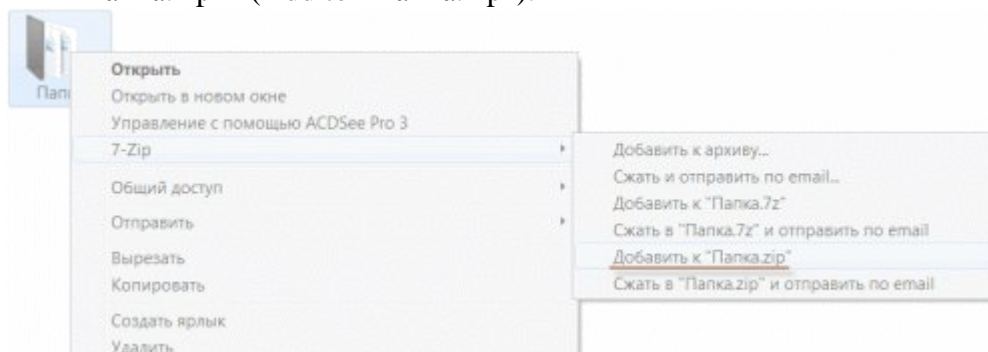 Открыть
Открыть в новом окне
Управление с помощью ACDSee Pro 3
7-Zip
Общий доступ
Отправить
Вырезать
Копировать
Создать ярлык
Удалить
Добавить к архиву...
Сжать и отправить по email...
Добавить к "Папка.7z"
Сжать в "Папка.7z" и отправить по email
Добавить к "Папка.zip"
Сжать в "Папка.zip" и отправить по email